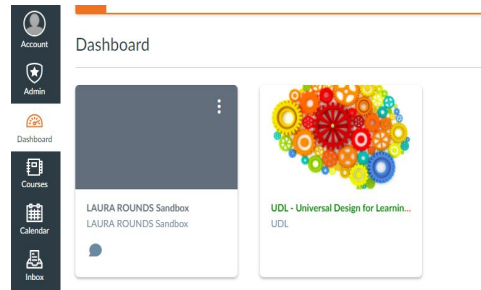 Account
Admin
Dashboard
Courses
Calendar
Inbox
Dashboard
LAURA ROUNDS Sandbox
LAURA ROUNDS Sandbox
UDL - Universal Design for Learnin...
UDL